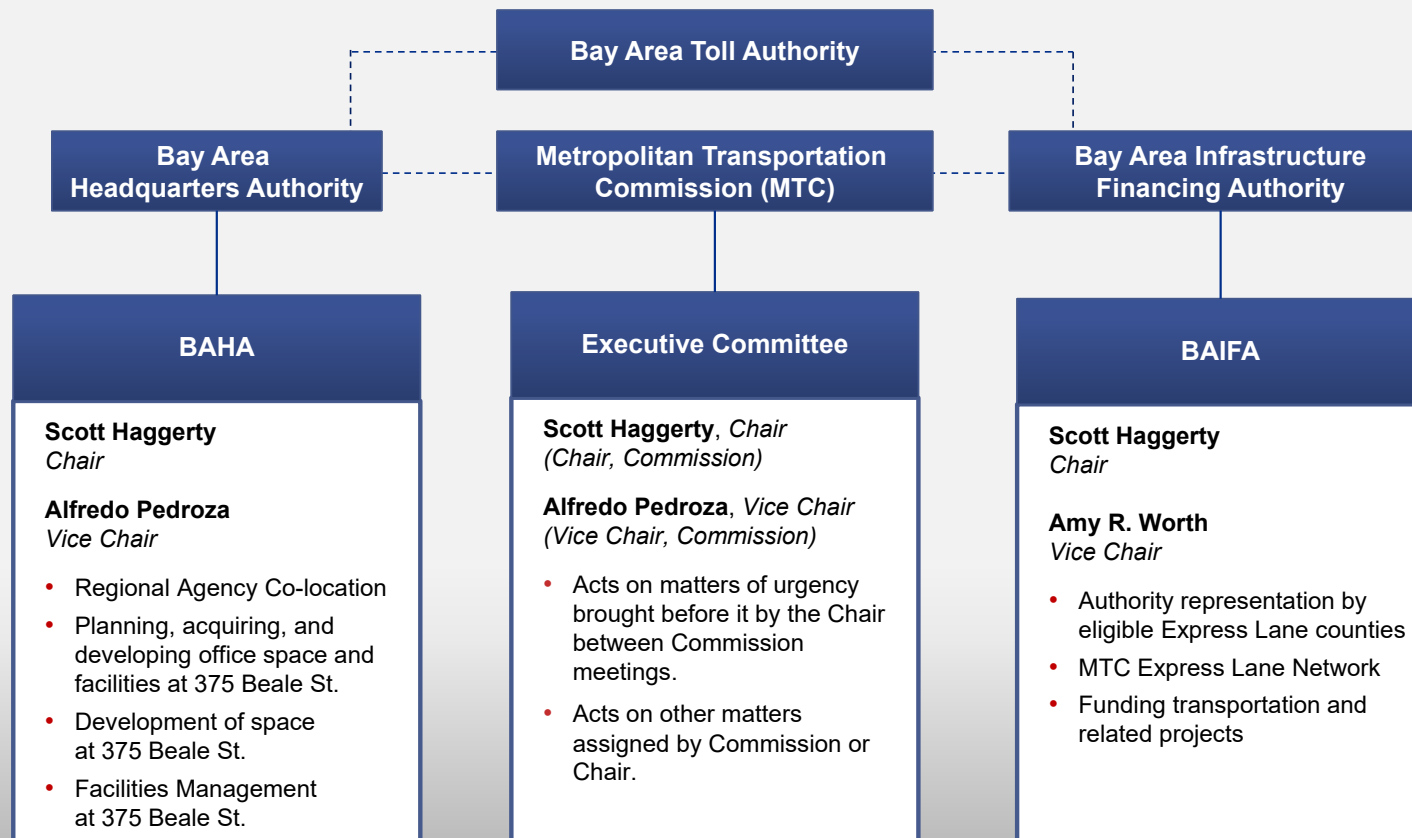 Bay Area Toll Authority
Bay Area
Headquarters Authority
Metropolitan Transportation
Commission (MTC)
Bay Area Infrastructure
Financing Authority
BAHA
Scott Haggerty
Chair
Alfredo Pedroza
Vice Chair
• Regional Agency Co-location
• Planning, acquiring, and
developing office space and
facilities at 375 Beale St.
• Development of space
at 375 Beale St.
• Facilities Management
at 375 Beale St.
Executive Committee
Scott Haggerty, Chair
(Chair, Commission)
Alfredo Pedroza, Vice Chair
(Vice Chair, Commission)
• Acts on matters of urgency
brought before it by the Chair
between Commission
meetings.
• Acts on other matters
assigned by Commission or
Chair.
BAIFA
Scott Haggerty
Chair
Amy R. Worth
Vice Chair
• Authority representation by
eligible Express Lane counties
• MTC Express Lane Network
• Funding transportation and
related projects